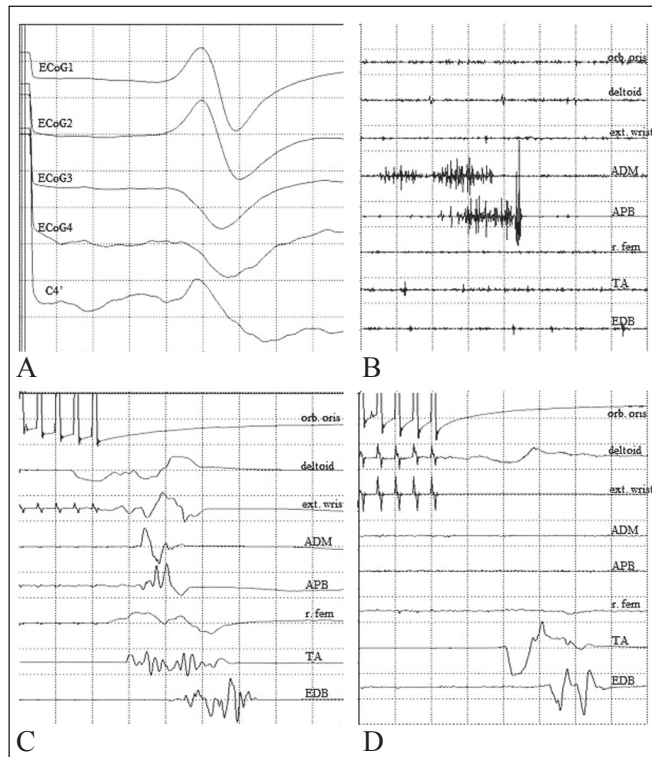 ECoG1
ECoG2
ECoG3
ECoG4
C4'
A
orb. oris
deltoid
ext. wrist
ADM
APB
r. fem
TA
EDB
B
orb. oris
deltoid
ext. wrist
ADM
APB
r. fem
TA
EDB
C
orb. oris
deltoid
ext. wrist
ADM
APB
r. fem
TA
EDB
D